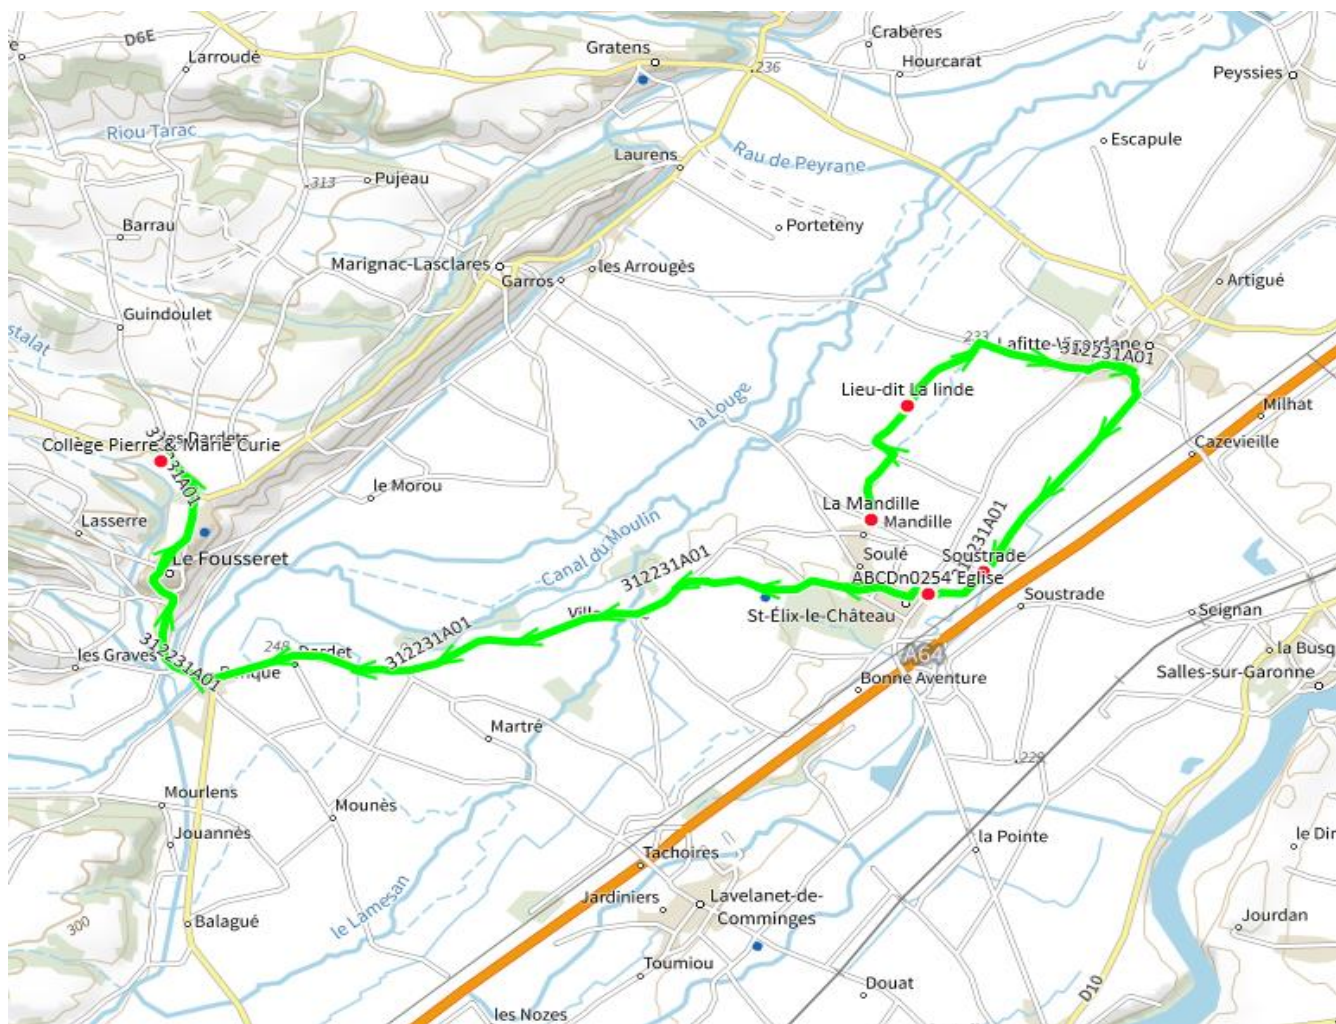 D6E
Larroudé
Gratens
Crabères
Hourcarat
236
Peyssies
Riou Tarac
Laurens
Rau de Peyrane
Escapule
313
Pujeau
Barrau
Porteteny
Marignac-Lasclares
Garros
les Arrougès
Artigué
Guindoulet
stalat
233
312231A01
Lieu-dit La linde
la Louge
Milhat
Collège Pierre & Marie Curie
Cazevieille
312231A01
le Morou
La Mandille
Mandille
Lasserre
Canal du Moulin
312231A01
Soulé
Soustrade
Le Fousseret
312231A01
ABCDn0254 Eglise
St-Élix-le-Château
Soustrade
Seignan
312231A01
les Graves
248
312231A01
A64
la Busq
Salles-sur-Garonne
Bonne Aventure
Martré
229
Mourlens
Mounès
Jouannès
la Pointe
le Dir
Tachoires
Jardiniers
Lavelanet-de-
Comminges
le Lamesan
Balagué
300
Jourdan
Toumiou
Douat
D10
les Nozes